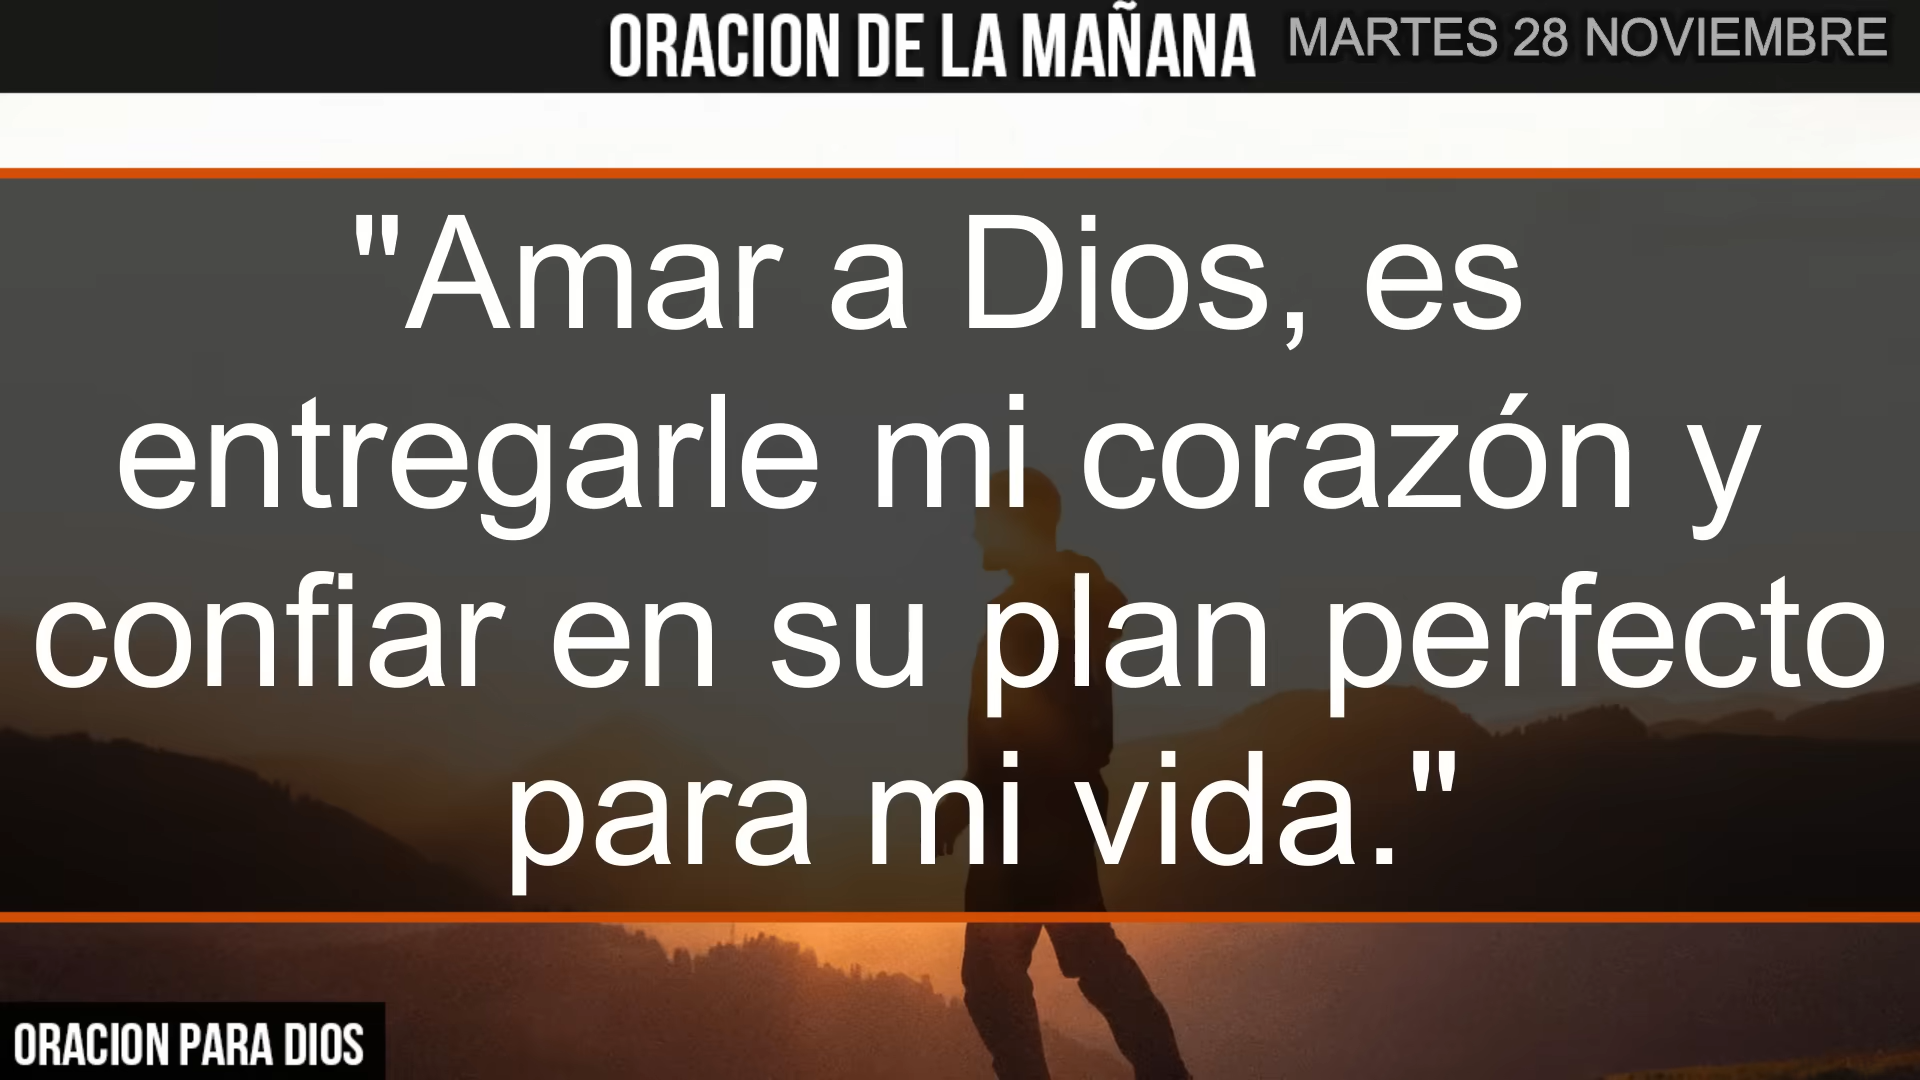 ORACION DE LA MAÑANA
MARTES 28 NOVIEMBRE
"Amar a Dios, es
entregarle mi corazón y
confiar en su plan perfecto
para mi vida."
ORACION PARA DIOS